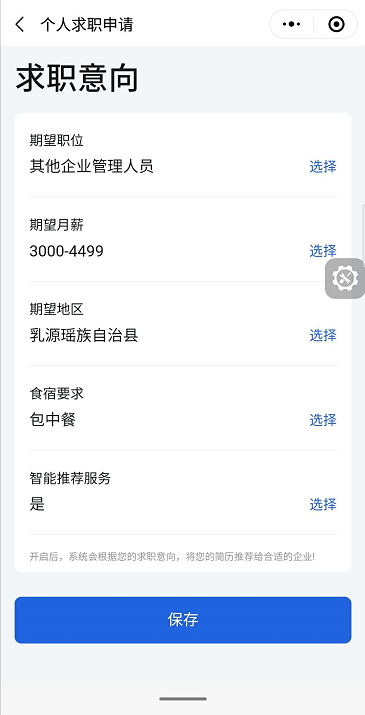 个人求职申请
求职意向
期望职位
其他企业管理人员
选择
期望月薪
3000-4499
选择
期望地区
乳源瑶族自治县
选择
食宿要求
包中餐
选择
智能推荐服务
是
选择
开启后，系统会根据您的求职意向，将您的简历推荐给合适的企业!
保存